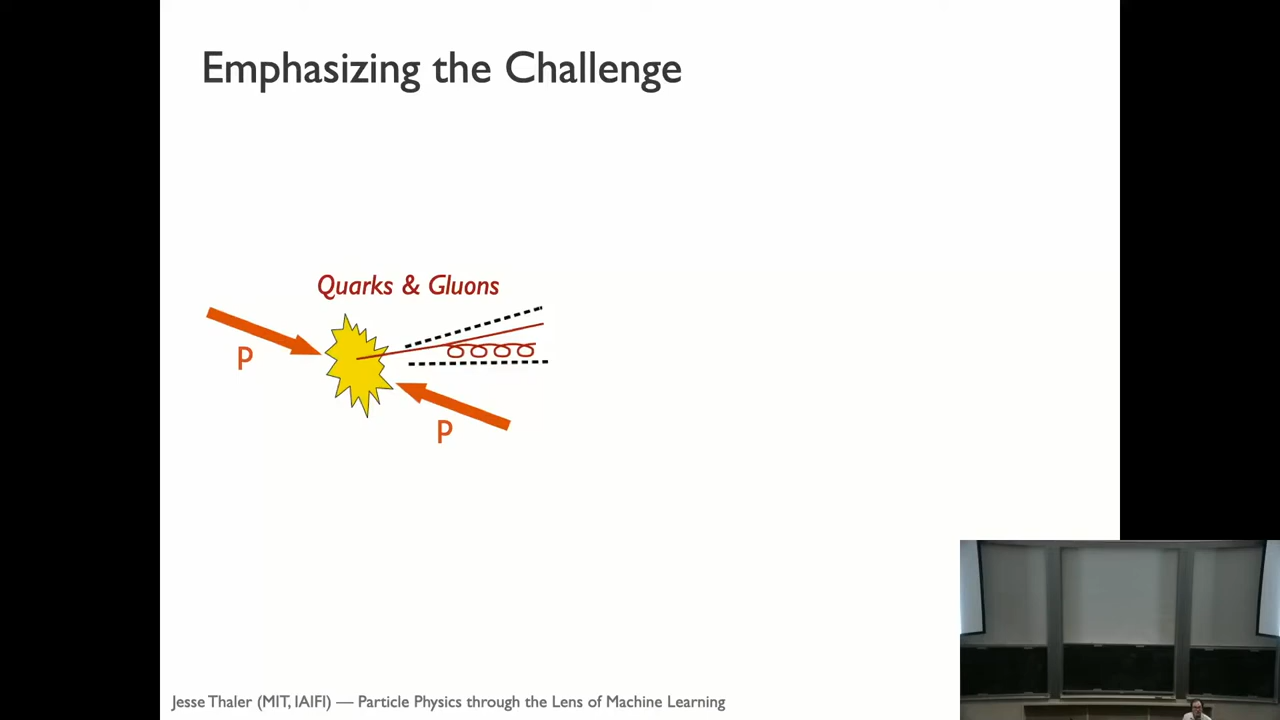 Emphasizing the Challenge
Quarks & Gluons
P
P
Jesse Thaler (MIT, IAIFI) — Particle Physics through the Lens of Machine Learning